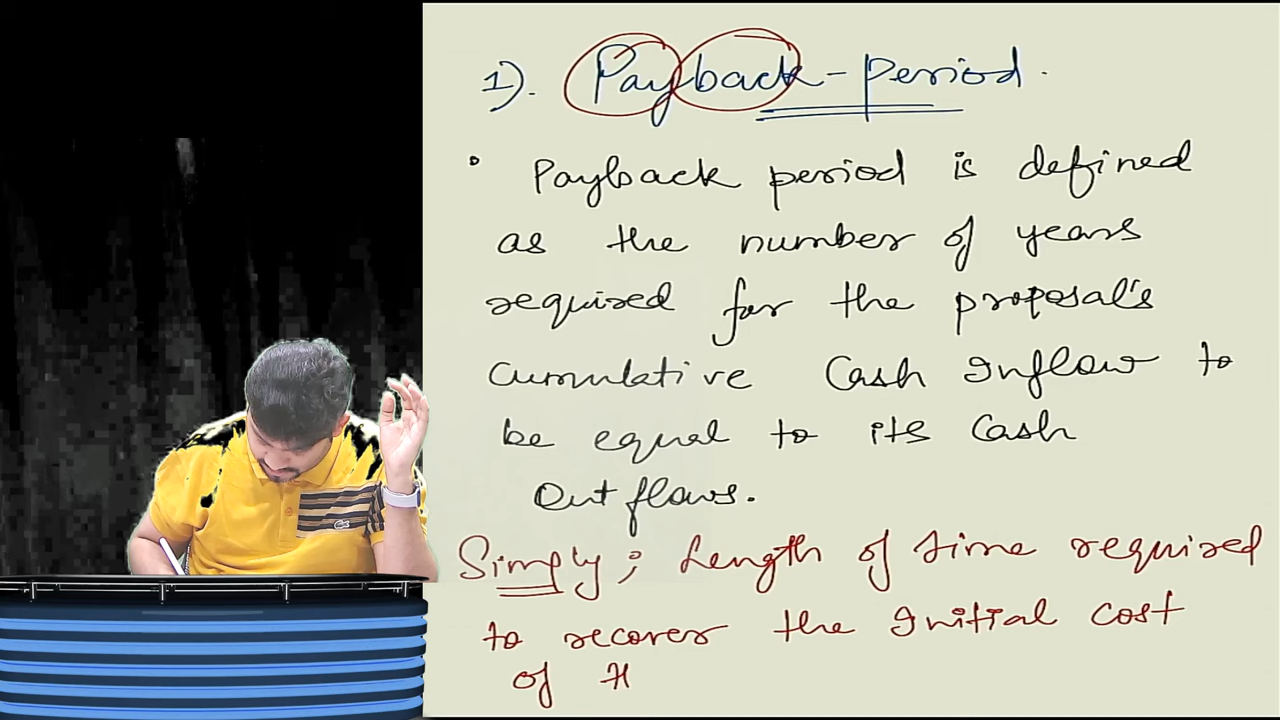 1). Payback-period.
Payback period is defined
as the number of years
required for the proposal's
cumulative Cash Inflow to
be equal to its Cash
Outflows.
Simply; Length of time required
to recover the Initial cost
of